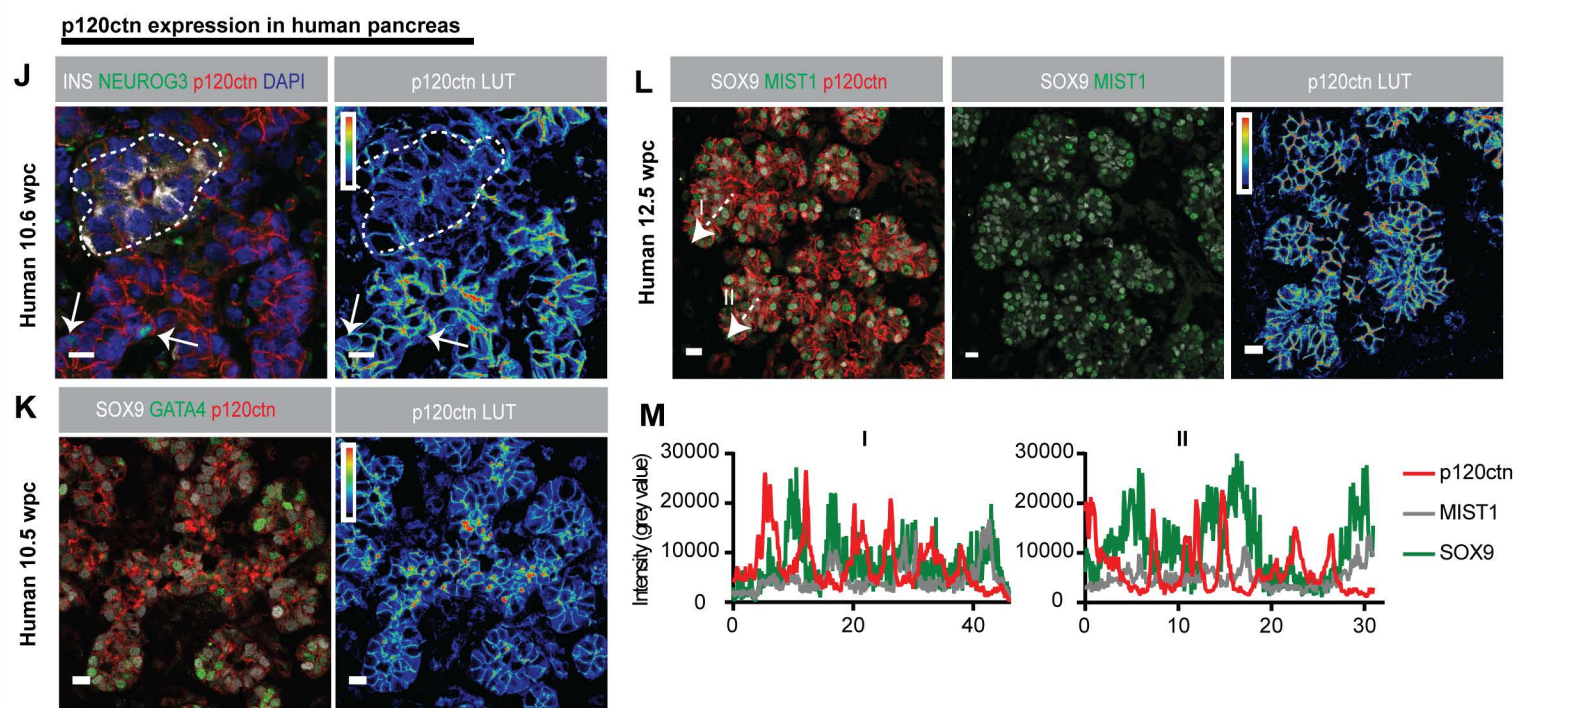 p120ctn expression in human pancreas
J
INS NEUROG3 p120ctn DAPI
p120ctn LUT
Human 10.6 wpc
L
SOX9 MIST1 p120ctn
SOX9 MIST1
p120ctn LUT
Human 12.5 wpc
I
II
K
SOX9 GATA4 p120ctn
p120ctn LUT
Human 10.5 wpc
M
I
Intensity (grey value)
30000
20000
10000
0
0 20 40
II
30000
20000
10000
0
0 10 20 30
p120ctn
MIST1
SOX9